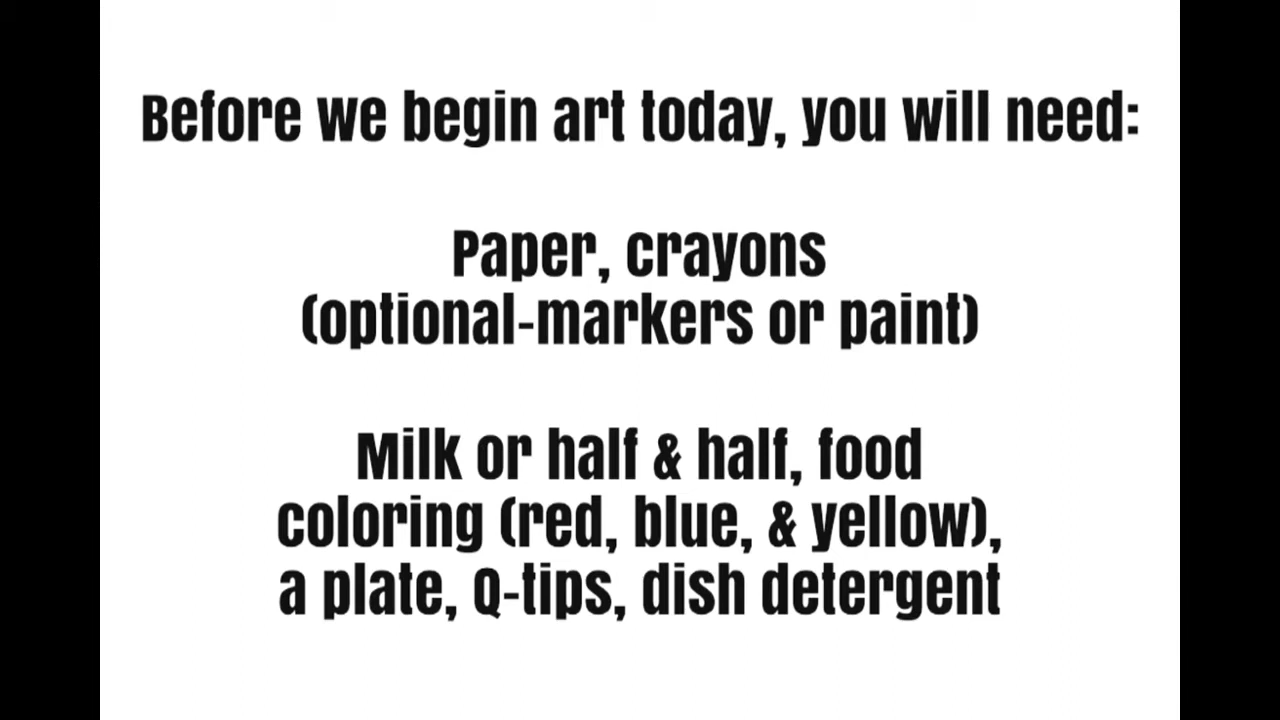 Before we begin art today, you will need:
Paper, crayons
(optional-markers or paint)
Milk or half & half, food
coloring (red, blue, & yellow),
a plate, Q-tips, dish detergent